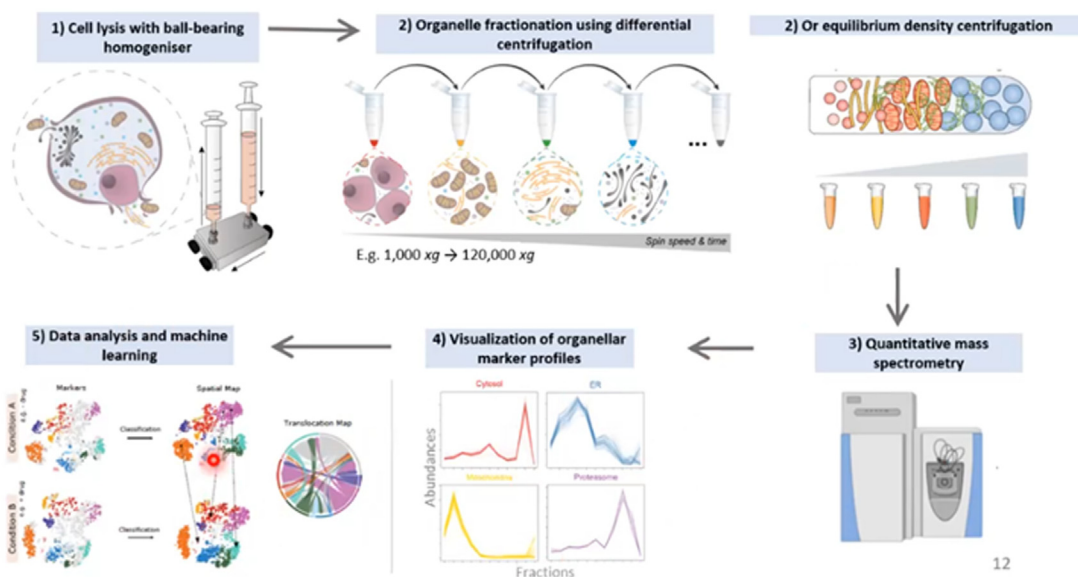 1) Cell lysis with ball-bearing
homogeniser
2) Organelle fractionation using differential
centrifugation
2) Or equilibrium density centrifugation
...
Spin speed & time
E.g. 1,000 xg → 120,000 xg
3) Quantitative mass
spectrometry
4) Visualization of organellar
marker profiles
Cytosol
ER
Mitochondria
Proteasome
Abundances
Fractions
5) Data analysis and machine
learning
Markers
Spatial Map
Condition A
e.g. - drug
Classification
Translocation Map
Condition B
e.g. + drug
Classification
12